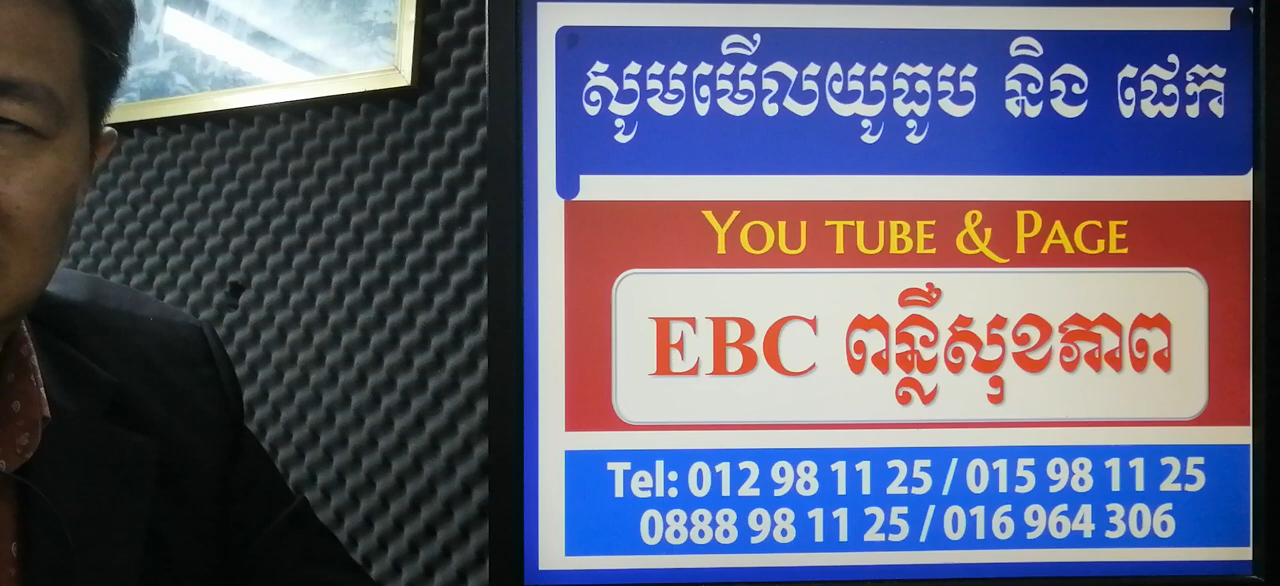 សូមមើលយូធូប និង ផេក
YOU TUBE & PAGE
EBC ពន្លឺសុខភាព
Tel: 012 98 11 25 / 015 98 11 25
0888 98 11 25 / 016 964 306